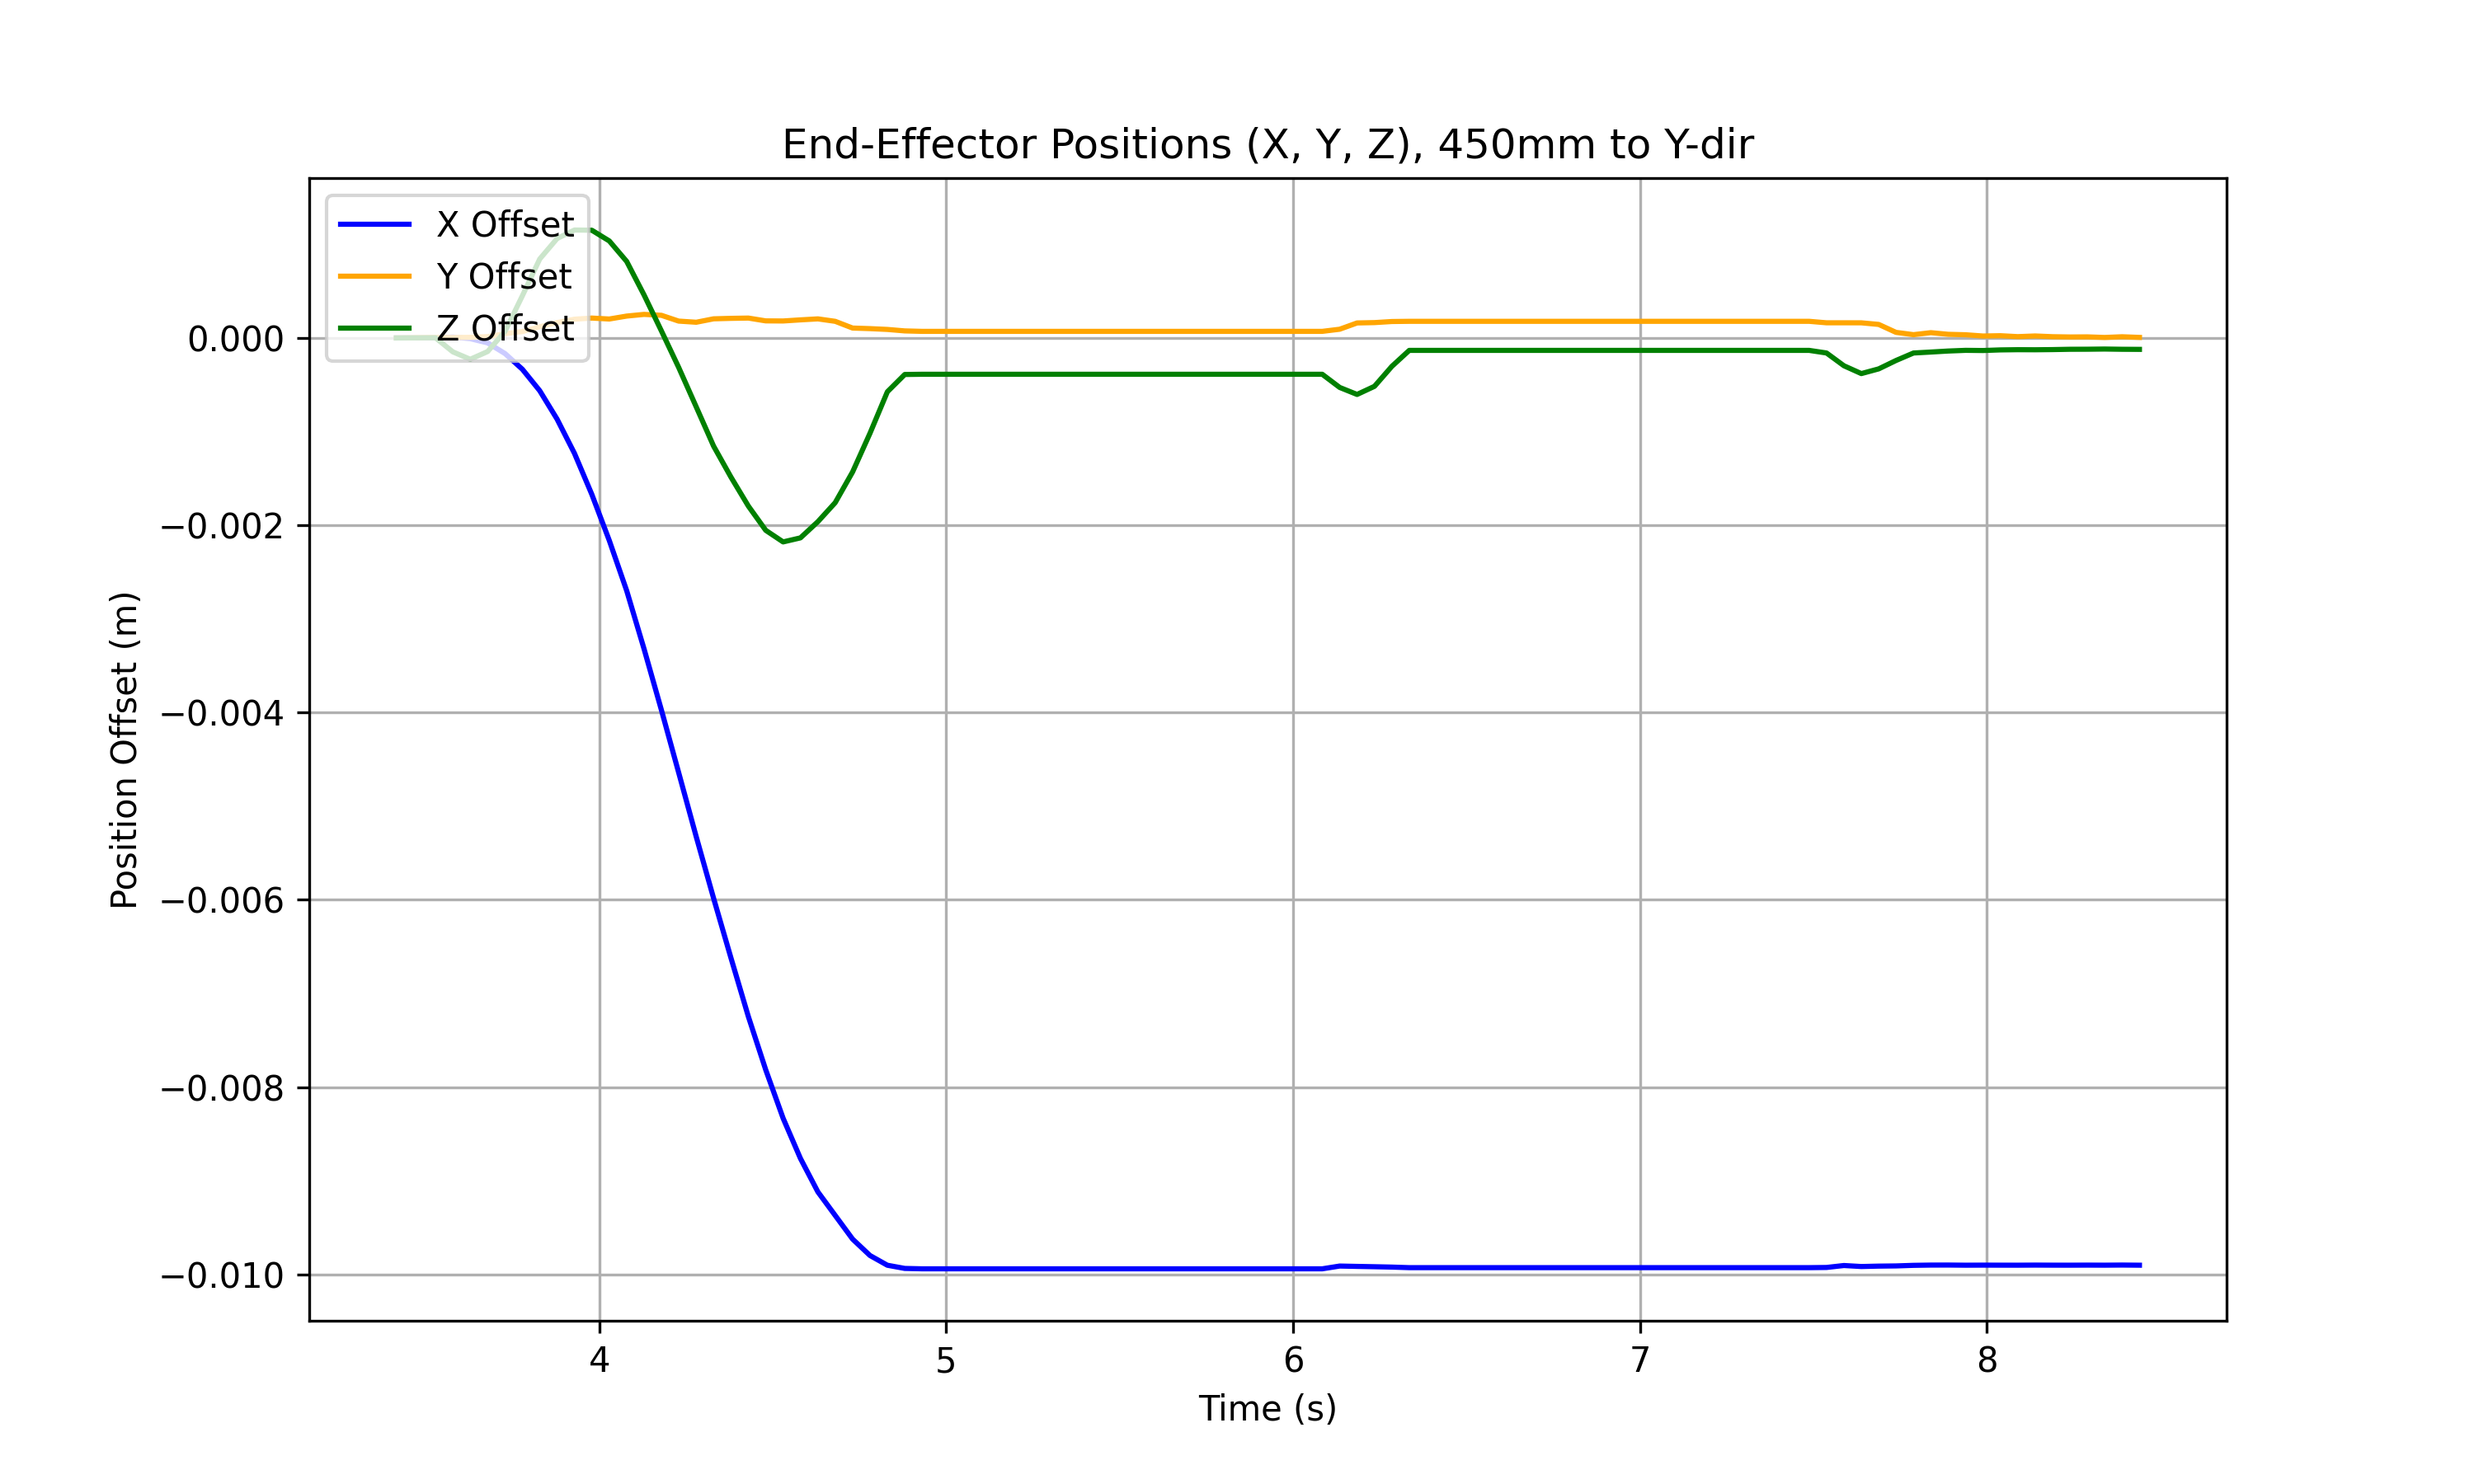 End-Effector Positions (X, Y, Z), 450mm to Y-dir
X Offset
Y Offset
Z Offset
0.000
−0.002
−0.004
−0.006
−0.008
−0.010
Position Offset (m)
4 5 6 7 8
Time (s)